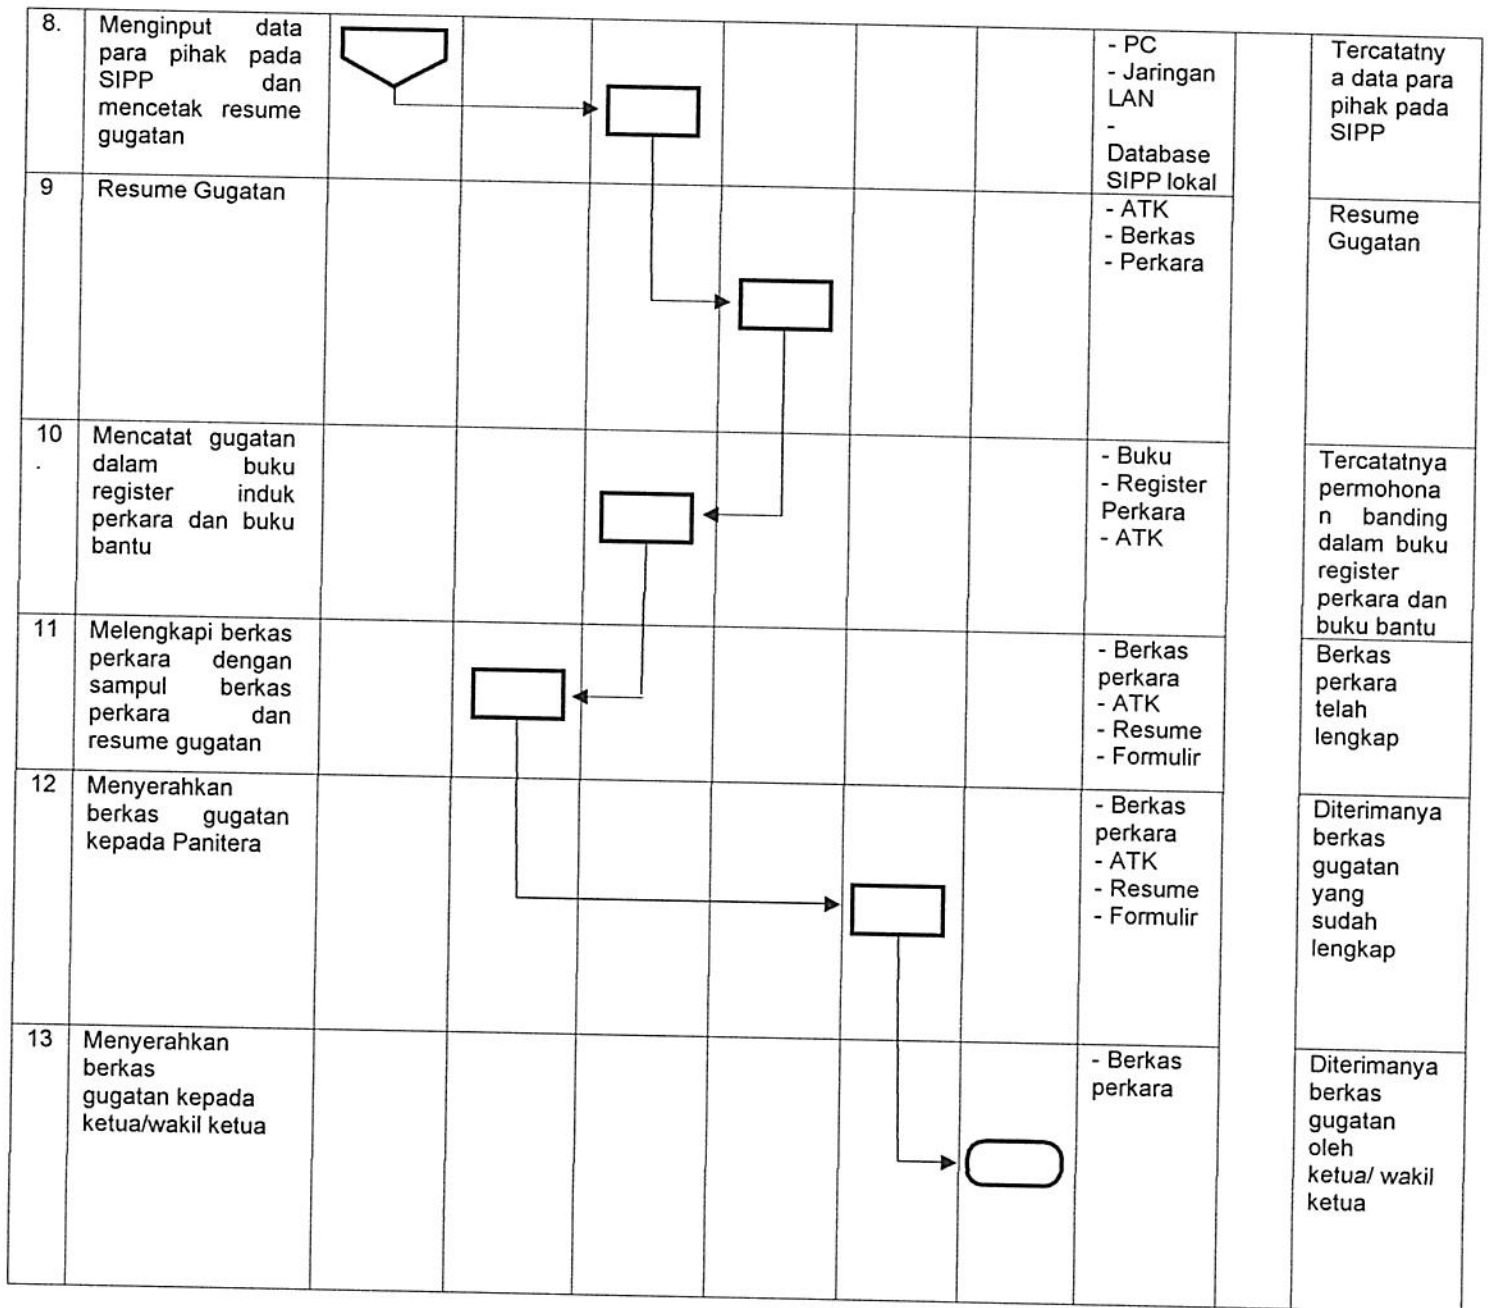 8.
Menginput data
para pihak pada
SIPP dan
mencetak resume
gugatan
- PC
- Jaringan
LAN
-
Database
SIPP lokal
Tercatatny
a data para
pihak pada
SIPP
9
Resume Gugatan
- ATK
- Berkas
- Perkara
Resume
Gugatan
10
.
Mencatat gugatan
dalam buku
register induk
perkara dan buku
bantu
- Buku
- Register
Perkara
- ATK
Tercatatnya
permohona
n banding
dalam buku
register
perkara dan
buku bantu
11
Melengkapi berkas
perkara dengan
sampul berkas
perkara dan
resume gugatan
- Berkas
perkara
- ATK
- Resume
- Formulir
Berkas
perkara
telah
lengkap
12
Menyerahkan
berkas gugatan
kepada Panitera
- Berkas
perkara
- ATK
- Resume
- Formulir
Diterimanya
berkas
gugatan
yang
sudah
lengkap
13
Menyerahkan
berkas
gugatan kepada
ketua/wakil ketua
- Berkas
perkara
Diterimanya
berkas
gugatan
oleh
ketua/ wakil
ketua